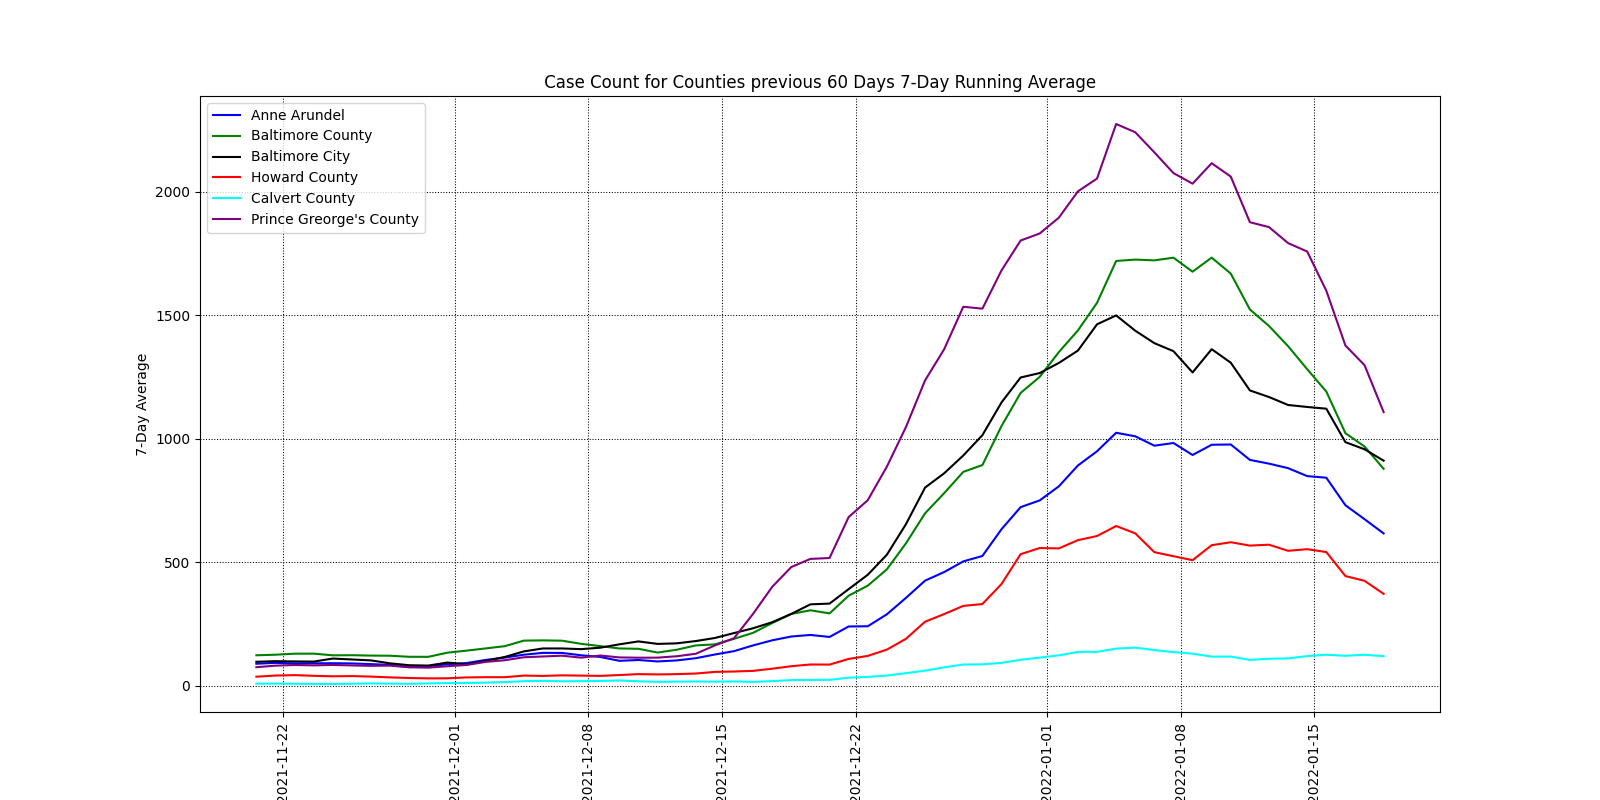 Case Count for Counties previous 60 Days 7-Day Running Average
Anne Arundel
Baltimore County
Baltimore City
Howard County
Calvert County
Prince Greorge's County
7-Day Average
2000
1500
1000
500
0
2021-11-22
2021-12-01
2021-12-08
2021-12-15
2021-12-22
2022-01-01
2022-01-08
2022-01-15